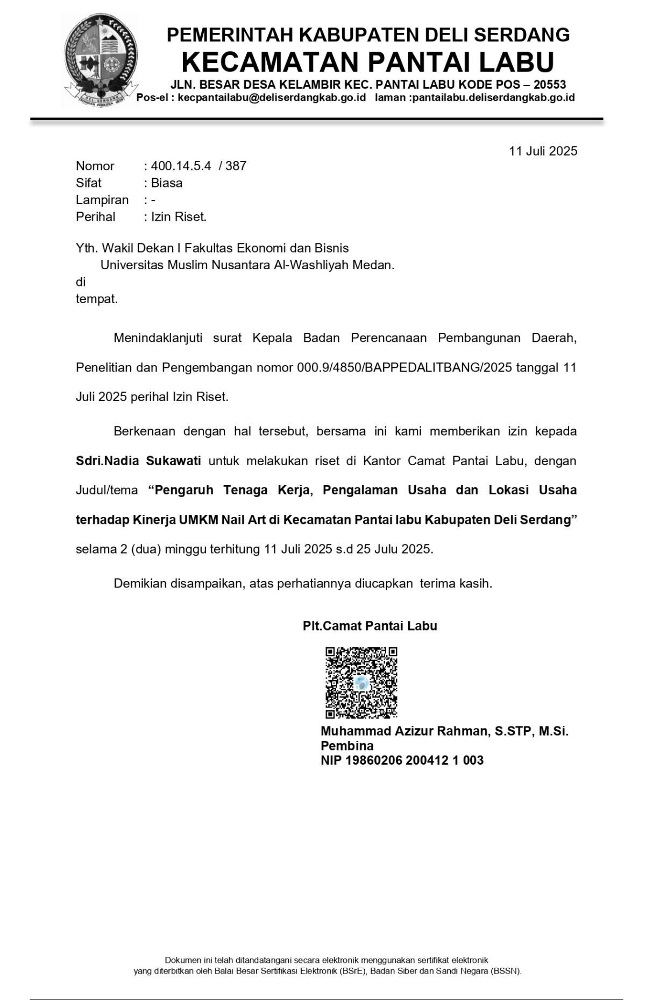 PEMERINTAH KABUPATEN DELI SERDANG
KECAMATAN PANTAI LABU
JLN. BESAR DESA KELAMBIR KEC. PANTAI LABU KODE POS – 20553
Pos-el : kecpantailabu@deliserdangkab.go.id laman :pantailabu.deliserdangkab.go.id
DELI SERDANG
BHINNEKA PERKASA JAYA
11 Juli 2025
Nomor : 400.14.5.4 / 387
Sifat : Biasa
Lampiran : -
Perihal : Izin Riset.
Yth. Wakil Dekan I Fakultas Ekonomi dan Bisnis
Universitas Muslim Nusantara Al-Washliyah Medan.
di
tempat.
Menindaklanjuti surat Kepala Badan Perencanaan Pembangunan Daerah,
Penelitian dan Pengembangan nomor 000.9/4850/BAPPEDALITBANG/2025 tanggal 11
Juli 2025 perihal Izin Riset.
Berkenaan dengan hal tersebut, bersama ini kami memberikan izin kepada
Sdri.Nadia Sukawati untuk melakukan riset di Kantor Camat Pantai Labu, dengan
Judul/tema “Pengaruh Tenaga Kerja, Pengalaman Usaha dan Lokasi Usaha
terhadap Kinerja UMKM Nail Art di Kecamatan Pantai labu Kabupaten Deli Serdang”
selama 2 (dua) minggu terhitung 11 Juli 2025 s.d 25 Julu 2025.
Demikian disampaikan, atas perhatiannya diucapkan terima kasih.
Plt.Camat Pantai Labu
Muhammad Azizur Rahman, S.STP, M.Si.
Pembina
NIP 19860206 200412 1 003
Dokumen ini telah ditandatangani secara elektronik menggunakan sertifikat elektronik
yang diterbitkan oleh Balai Besar Sertifikasi Elektronik (BSrE), Badan Siber dan Sandi Negara (BSSN).